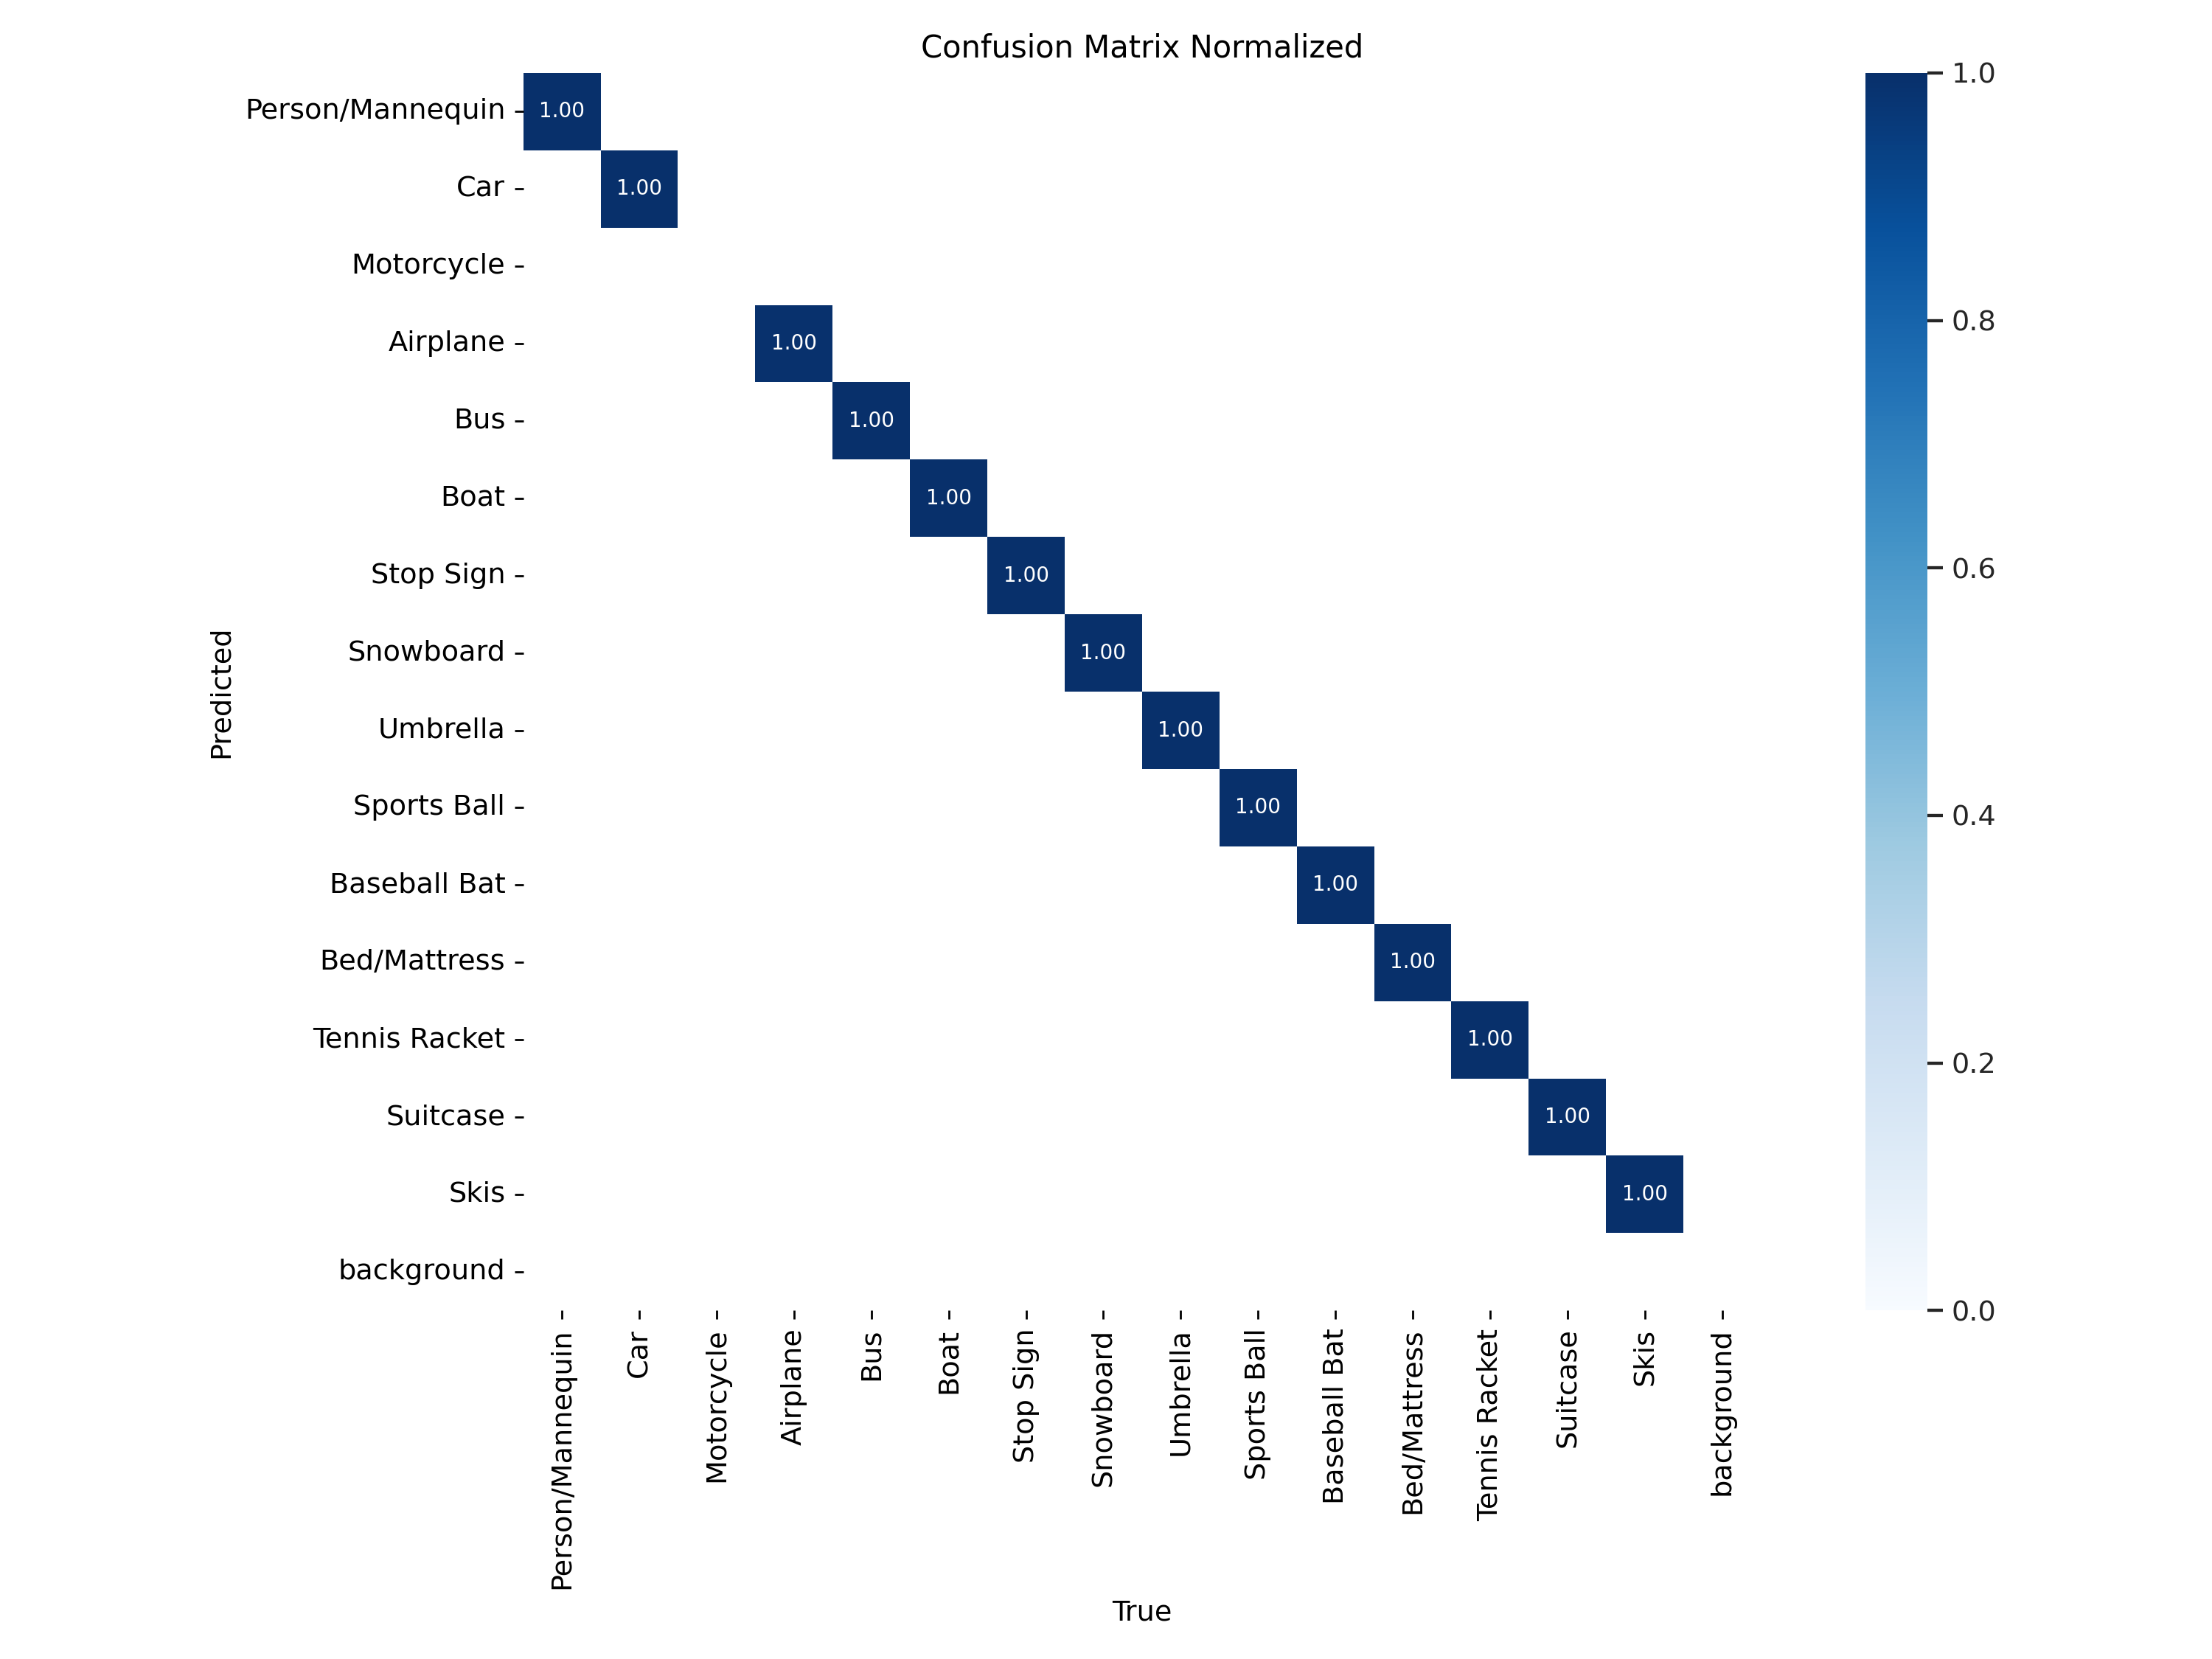 Confusion Matrix Normalized
Person/Mannequin
Car
Motorcycle
Airplane
Bus
Boat
Stop Sign
Snowboard
Umbrella
Sports Ball
Baseball Bat
Bed/Mattress
Tennis Racket
Suitcase
Skis
background
Predicted
1.00
1.00
1.00
1.00
1.00
1.00
1.00
1.00
1.00
1.00
1.00
1.00
1.00
1.00
Person/Mannequin
Car
Motorcycle
Airplane
Bus
Boat
Stop Sign
Snowboard
Umbrella
Sports Ball
Baseball Bat
Bed/Mattress
Tennis Racket
Suitcase
Skis
background
True
1.0
0.8
0.6
0.4
0.2
0.0